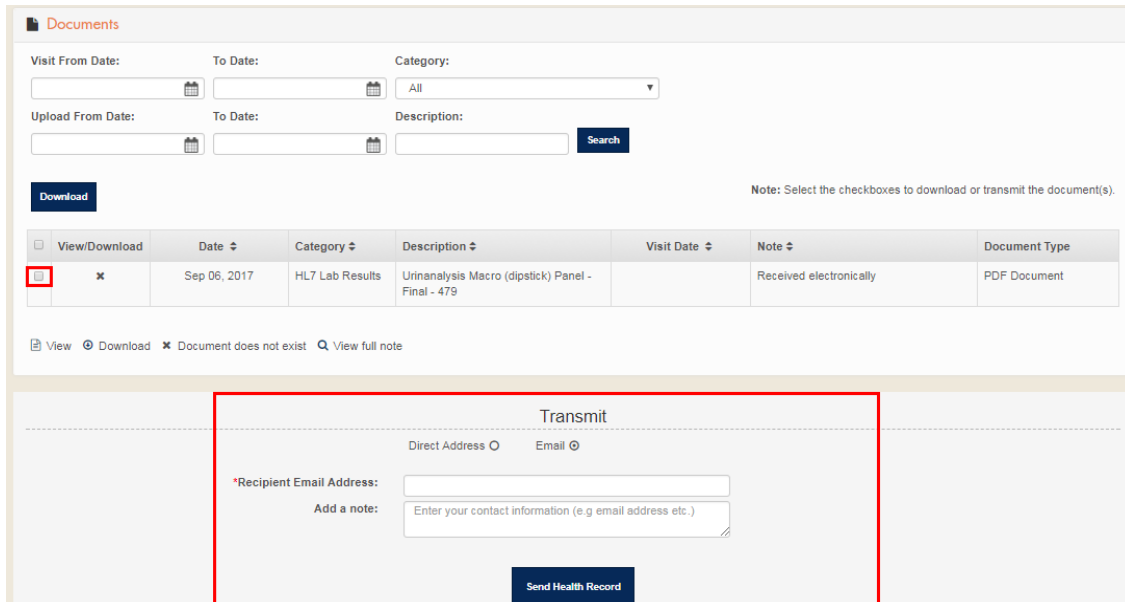 Documents
Visit From Date: To Date: Category:
All
Upload From Date: To Date: Description:
Search
Download
Note: Select the checkboxes to download or transmit the document(s).
View/Download Date Category Description Visit Date Note Document Type
Sep 06, 2017 HL7 Lab Results Urinanalysis Macro (dipstick) Panel - Received electronically PDF Document
Final - 479
View Download Document does not exist View full note
Transmit
Direct Address Email
*Recipient Email Address:
Add a note: Enter your contact information (e.g email address etc.)
Send Health Record